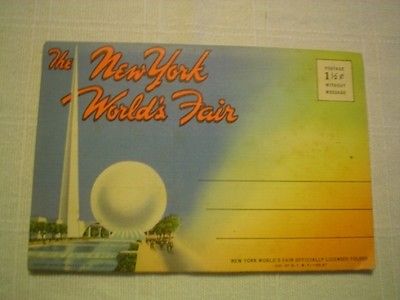 The New York
World's Fair
POSTAGE
1½¢
WITHOUT
MESSAGE
NEW YORK WORLD'S FAIR OFFICIALLY LICENSED FOLDER